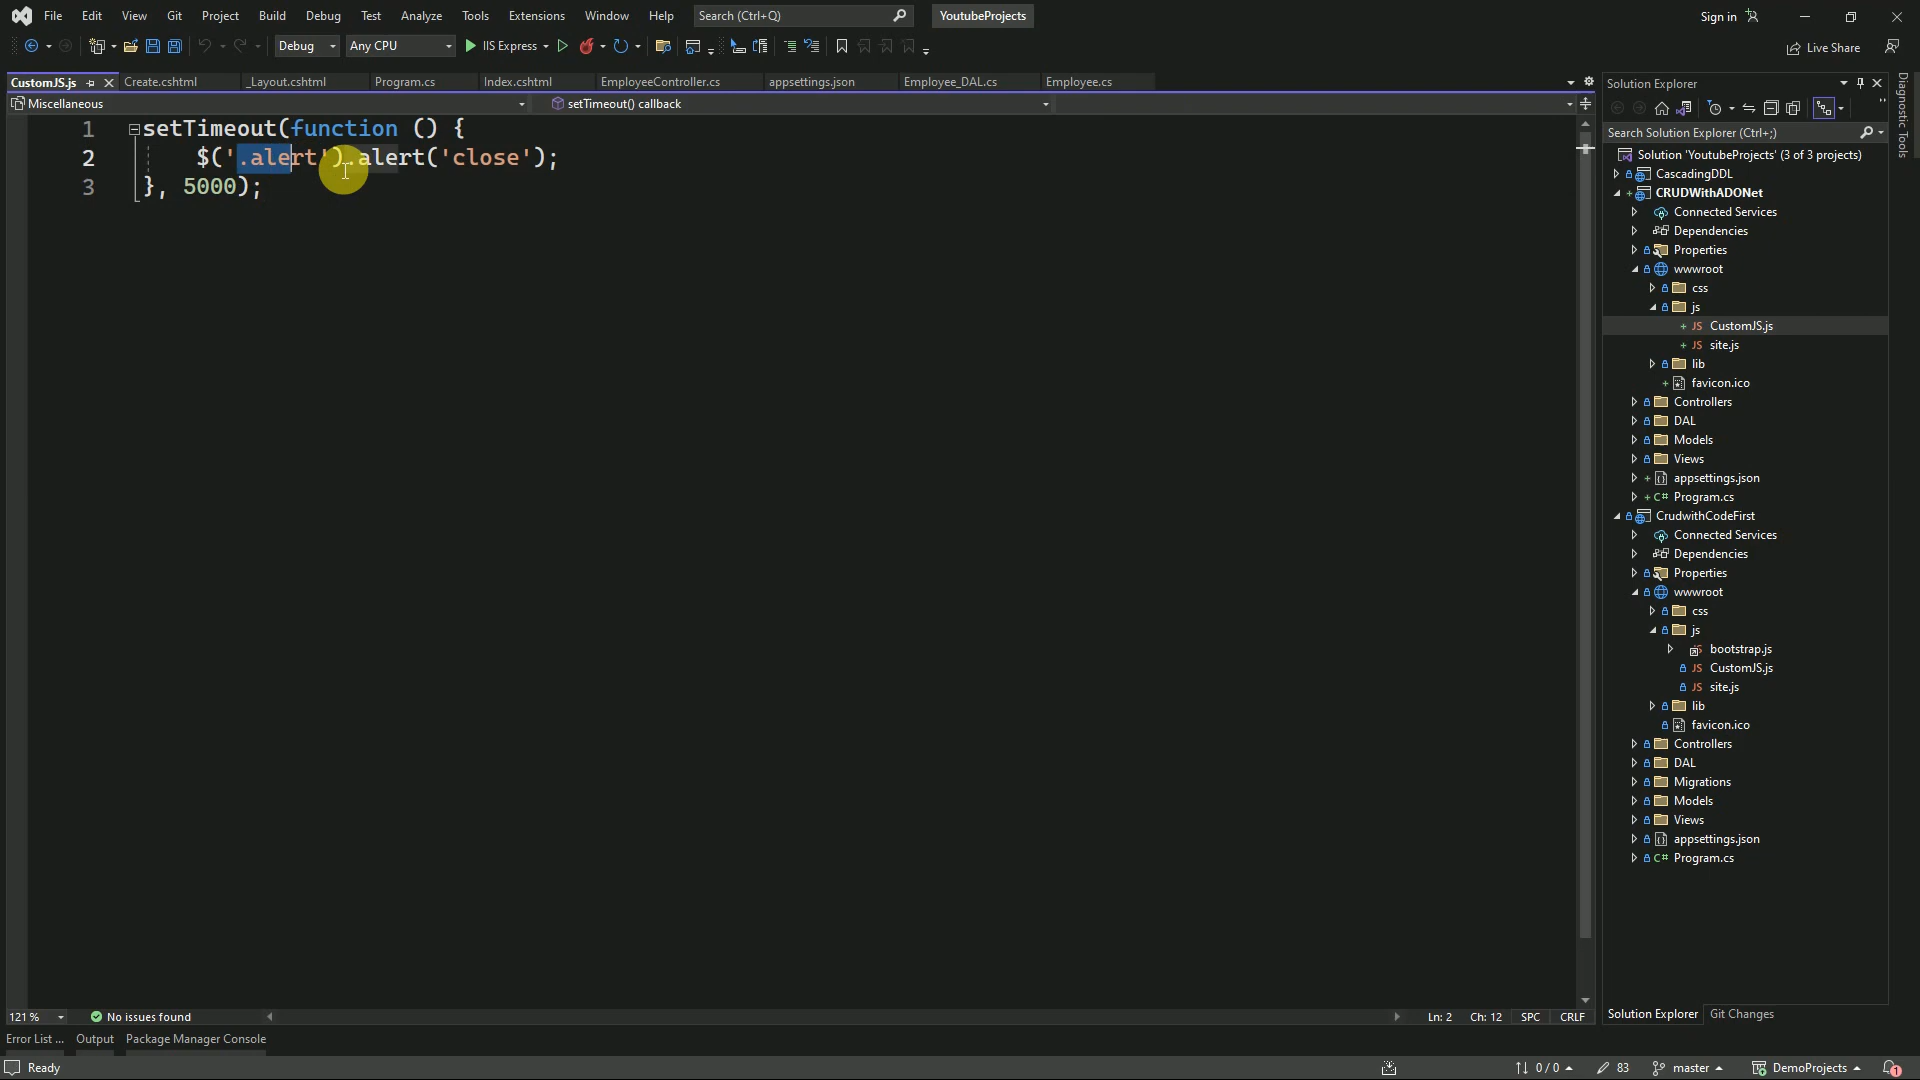 File Edit View Git Project Build Debug Test Analyze Tools Extensions Window Help Search (Ctrl+Q) YoutubeProjects Sign in
Debug Any CPU IIS Express Live Share
CustomJS.js Create.cshtml _Layout.cshtml Program.cs Index.cshtml EmployeeController.cs appsettings.json Employee_DAL.cs Employee.cs
Miscellaneous setTimeout() callback
1 setTimeout(function () {
2 $('.alert').alert('close');
3 }, 5000);
Solution Explorer
Search Solution Explorer (Ctrl+;)
Solution 'YoutubeProjects' (3 of 3 projects)
CascadingDDL
CRUDWithADONet
Connected Services
Dependencies
Properties
wwwroot
css
js
JS CustomJS.js
JS site.js
lib
favicon.ico
Controllers
DAL
Models
Views
appsettings.json
C# Program.cs
CrudwithCodeFirst
Connected Services
Dependencies
Properties
wwwroot
css
js
bootstrap.js
JS CustomJS.js
JS site.js
lib
favicon.ico
Controllers
DAL
Migrations
Models
Views
appsettings.json
C# Program.cs
Diagnostic Tools
121 % No issues found Ln: 2 Ch: 12 SPC CRLF
Solution Explorer Git Changes
Error List ... Output Package Manager Console
Ready 0 / 0 83 master DemoProjects 1